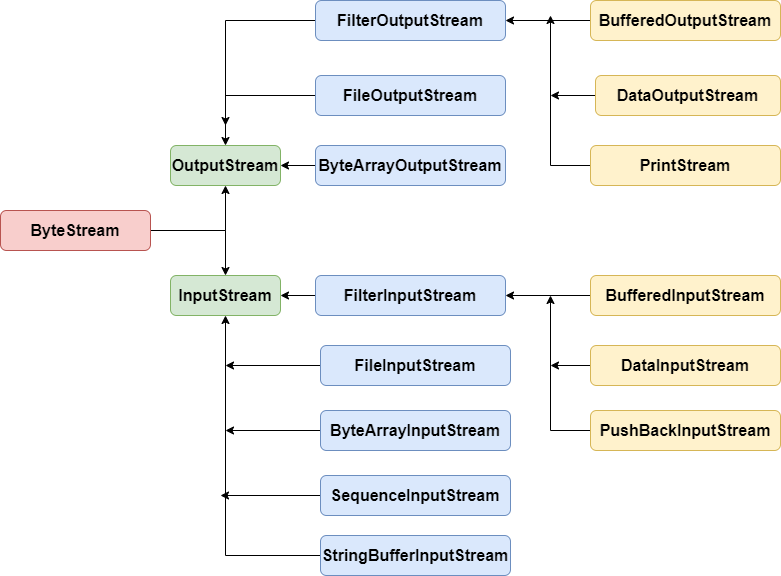 FilterOutputStream
BufferedOutputStream
FileOutputStream
DataOutputStream
OutputStream
ByteArrayOutputStream
PrintStream
ByteStream
InputStream
FilterInputStream
BufferedInputStream
FileInputStream
DataInputStream
ByteArrayInputStream
PushBackInputStream
SequenceInputStream
StringBufferInputStream